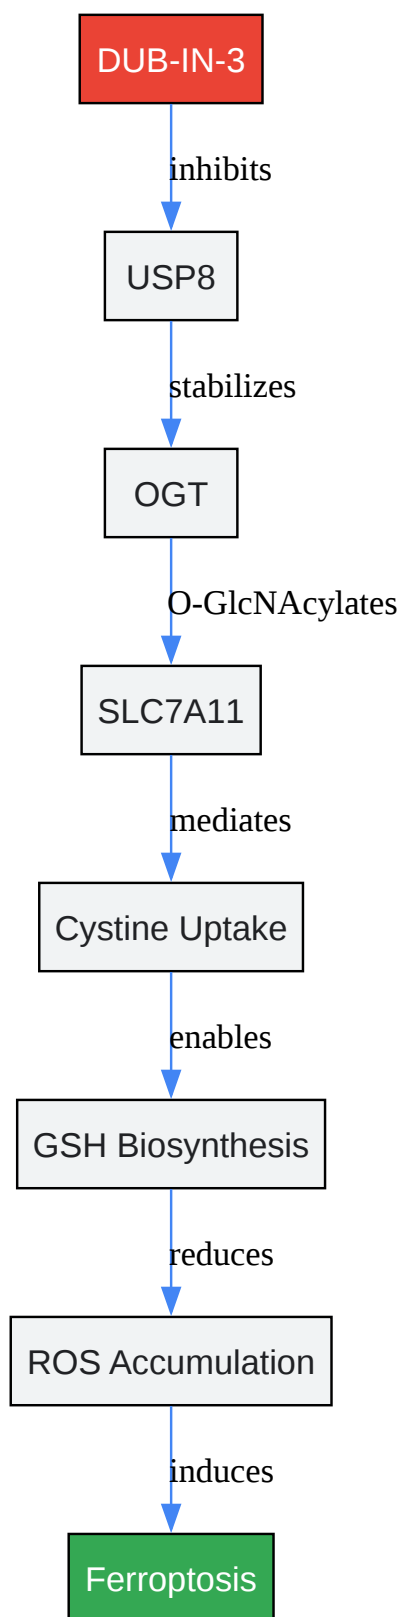 DUB-IN-3
inhibits
USP8
stabilizes
OGT
O-GlcNAcylates
SLC7A11
mediates
Cystine Uptake
enables
GSH Biosynthesis
reduces
ROS Accumulation
induces
Ferroptosis